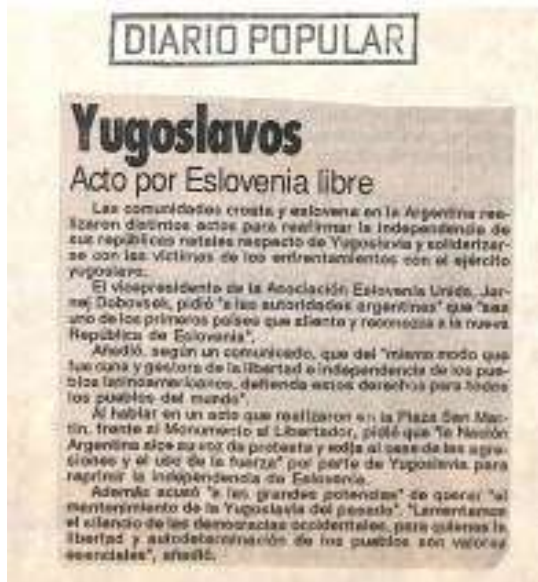 DIARIO POPULAR
Yugoslavos
Acto por Eslovenia libre
Las comunidades croata y eslovena en la Argentina rea-
lizaron distintos actos para reafirmar la independencia de
sus repúblicas natales respecto de Yugoslavia y solidarizar-
se con las víctimas de los enfrentamientos con el ejército
yugoslavo.
El vicepresidente de la Asociación Eslovenia Unida, Jar-
nej Dobovsek, pidió "a las autoridades argentinas" que "sea
uno de los primeros países que aliente y reconozca a la nueva
República de Eslovenia".
Añadió, según un comunicado, que del "mismo modo que
fue cuna y gestora de la libertad e independencia de los pue-
blos latinoamericanos, defienda estos derechos para todos
los pueblos del mundo".
Al hablar en un acto que realizaron en la Plaza San Mar-
tín, frente al Monumento al Libertador, pidió que "la Nación
Argentina alce su voz de protesta y exija el cese de las agre-
siones y el uso de la fuerza" por parte de Yugoslavia para
reprimir la independencia de Eslovenia.
Además acusó "a las grandes potencias" de querer "el
mantenimiento de la Yugoslavia del pasado". "Lamentamos
el silencio de las democracias occidentales, para quienes la
libertad y autodeterminación de los pueblos son valores
esenciales", añadió.